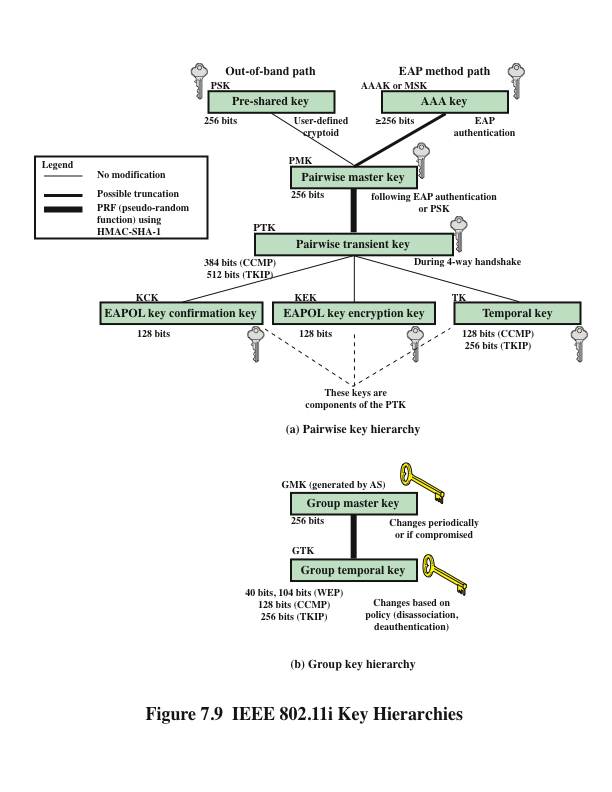 Out-of-band path
EAP method path
PSK
AAAK or MSK
Pre-shared key
AAA key
256 bits
User-defined
cryptoid
≥256 bits
EAP
authentication
Legend
No modification
Possible truncation
PRF (pseudo-random
function) using
HMAC-SHA-1
PMK
Pairwise master key
256 bits
following EAP authentication
or PSK
PTK
Pairwise transient key
384 bits (CCMP)
512 bits (TKIP)
During 4-way handshake
KCK
KEK
TK
EAPOL key confirmation key
EAPOL key encryption key
Temporal key
128 bits
128 bits
128 bits (CCMP)
256 bits (TKIP)
These keys are
components of the PTK
(a) Pairwise key hierarchy
GMK (generated by AS)
Group master key
256 bits
Changes periodically
or if compromised
GTK
Group temporal key
40 bits, 104 bits (WEP)
128 bits (CCMP)
256 bits (TKIP)
Changes based on
policy (disassociation,
deauthentication)
(b) Group key hierarchy
Figure 7.9 IEEE 802.11i Key Hierarchies